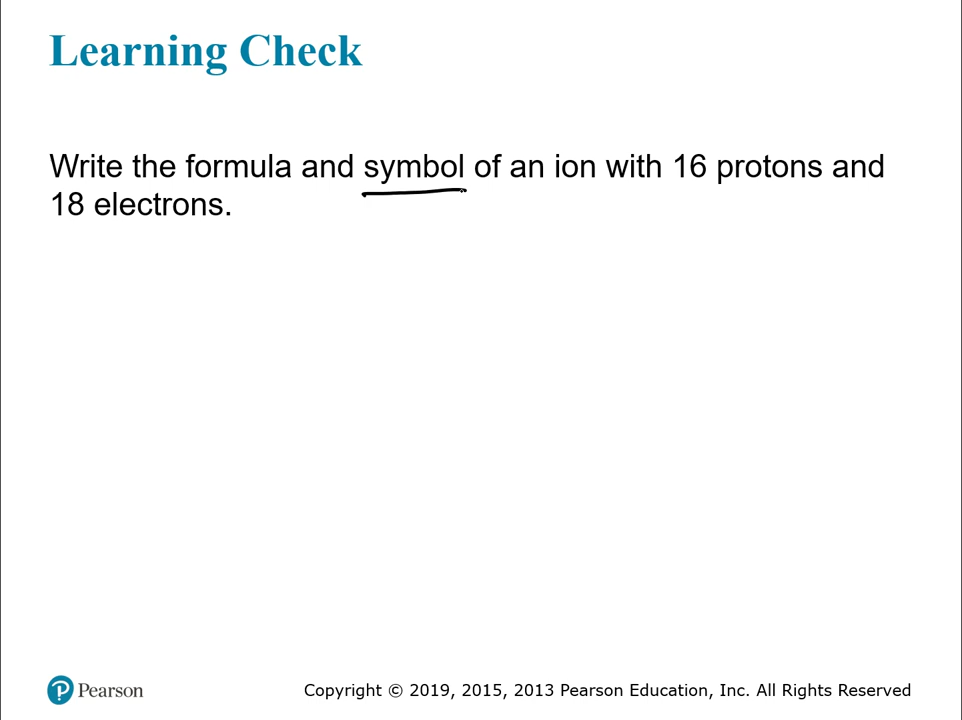 Learning Check
Write the formula and symbol of an ion with 16 protons and
18 electrons.
Pearson
Copyright © 2019, 2015, 2013 Pearson Education, Inc. All Rights Reserved